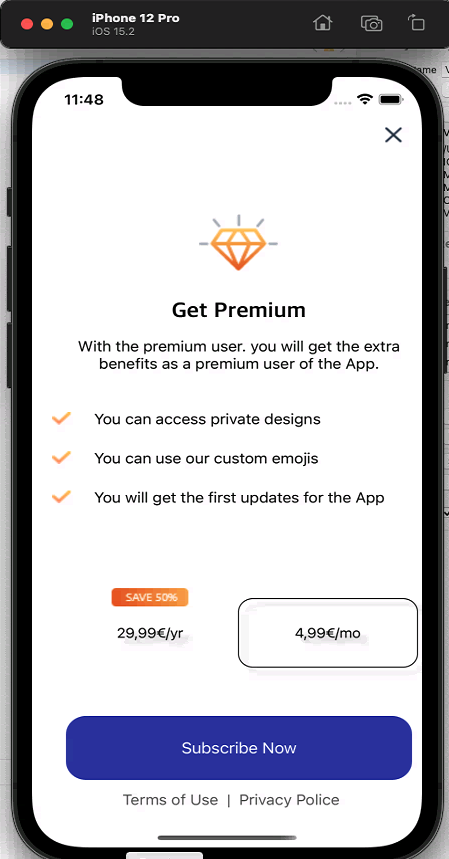 iPhone 12 Pro
iOS 15.2
11:48
Get Premium
With the premium user. you will get the extra
benefits as a premium user of the App.
You can access private designs
You can use our custom emojis
You will get the first updates for the App
SAVE 50%
29,99€/yr
4,99€/mo
Subscribe Now
Terms of Use | Privacy Police